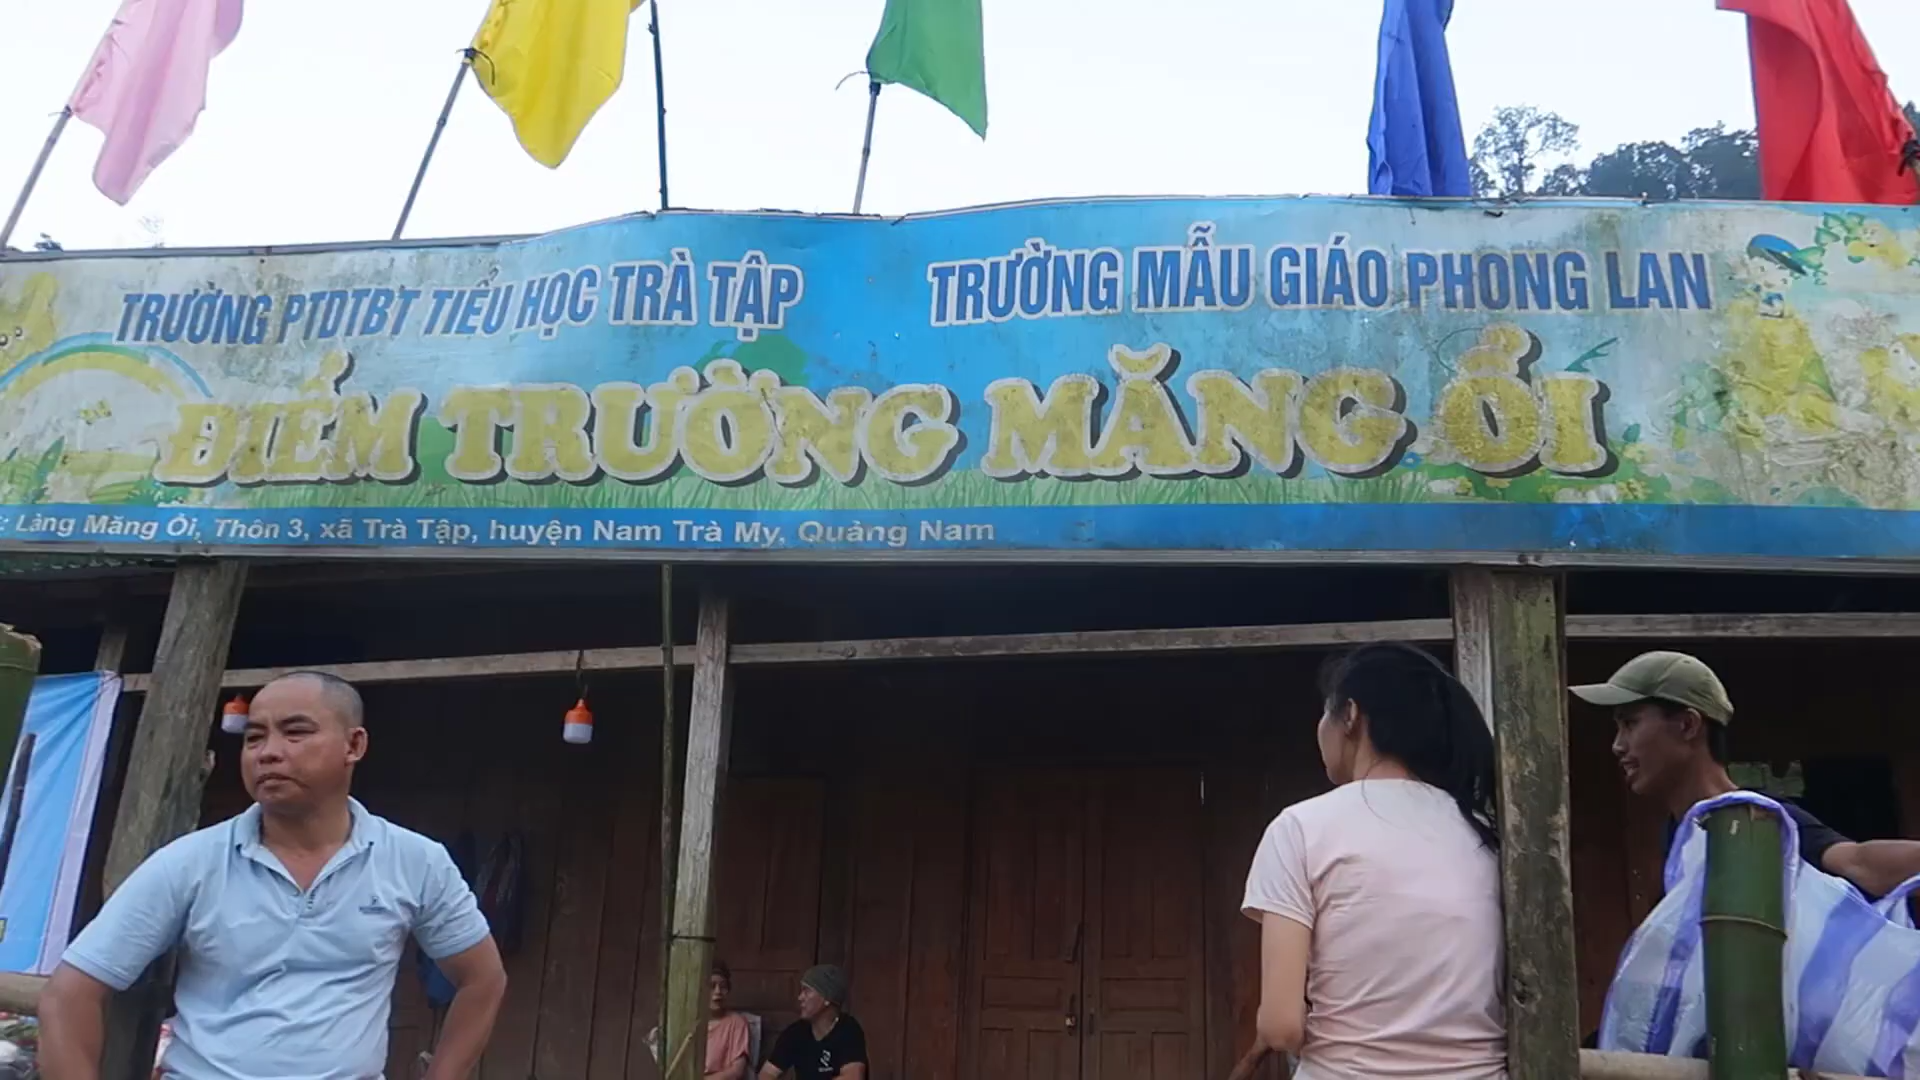 TRƯỜNG PTDTBT TIỂU HỌC TRÀ TẬP
TRƯỜNG MẪU GIÁO PHONG LAN
ĐIỂM TRƯỜNG MĂNG ỔI
: Làng Măng Ổi, Thôn 3, xã Trà Tập, huyện Nam Trà My, Quảng Nam